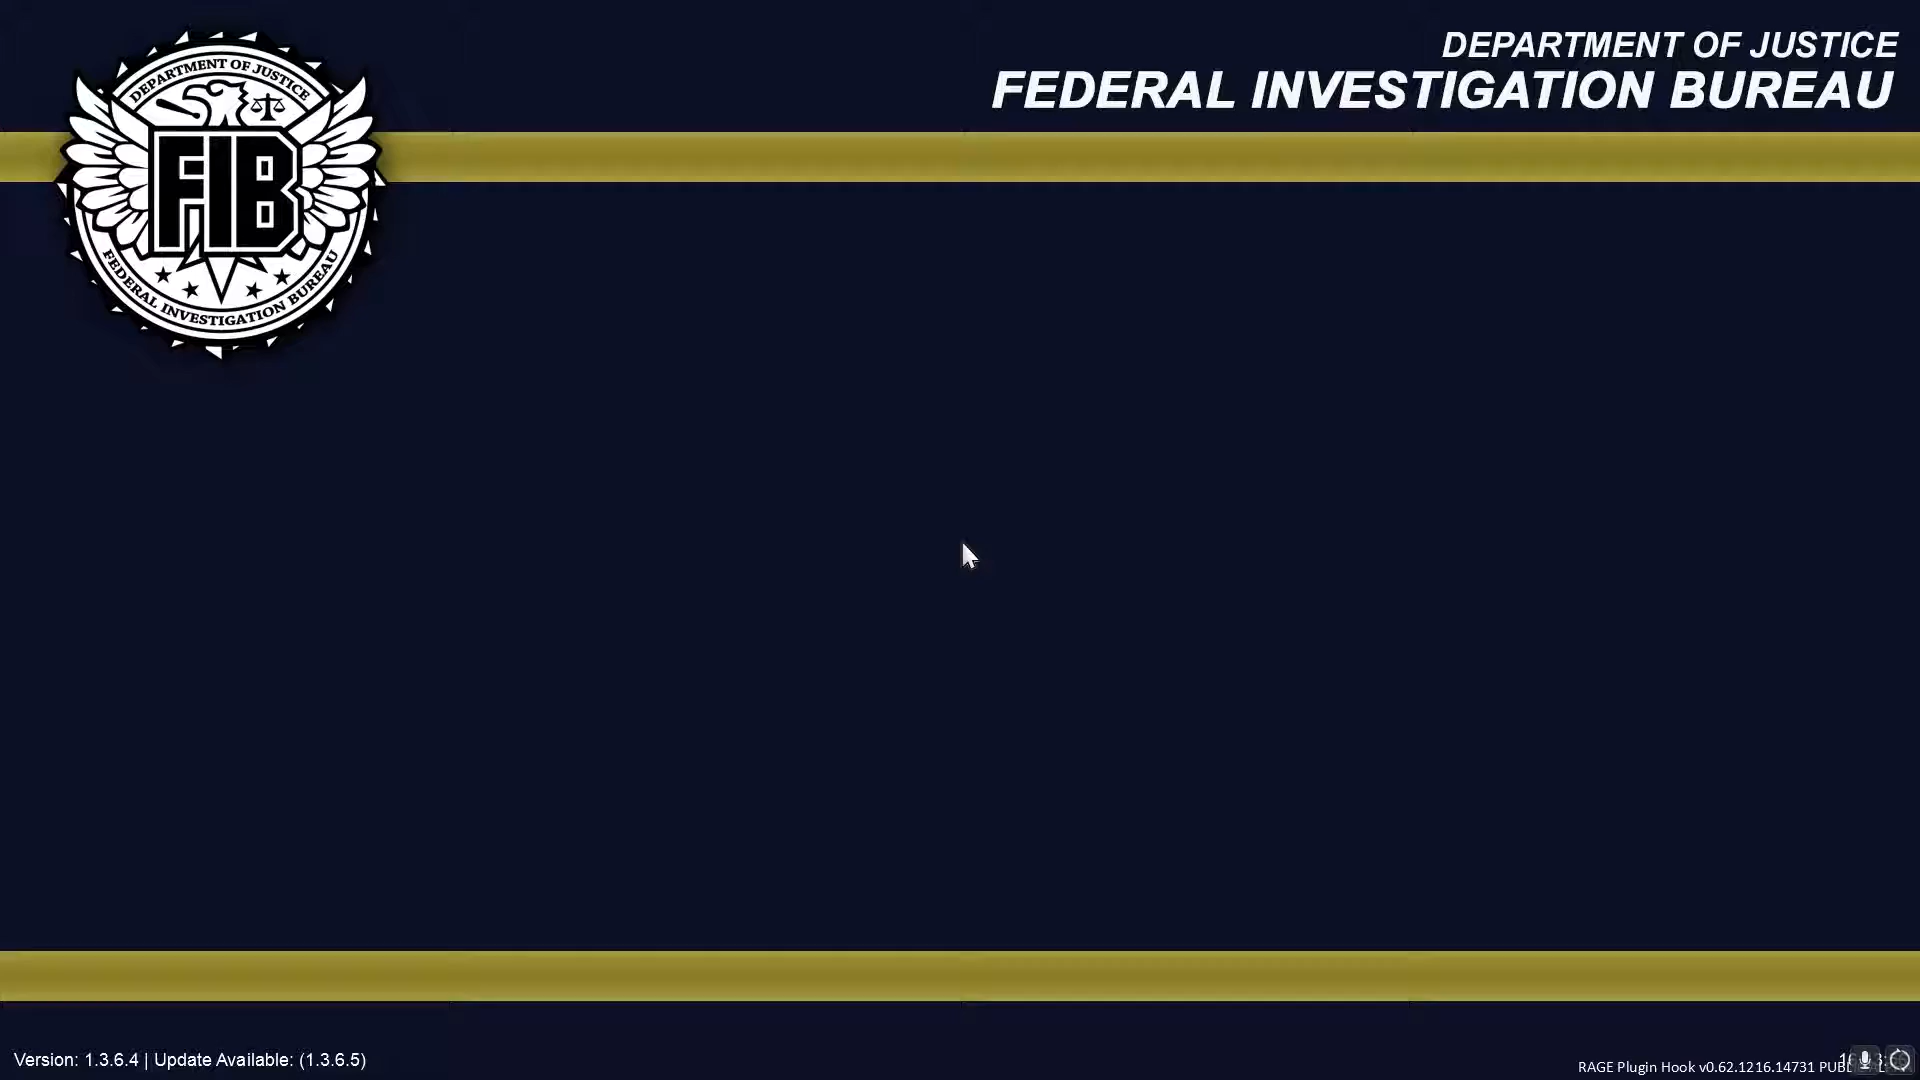 DEPARTMENT OF JUSTICE
FEDERAL INVESTIGATION BUREAU
DEPARTMENT OF JUSTICE
FIB
FEDERAL INVESTIGATION BUREAU
Version: 1.3.6.4 | Update Available: (1.3.6.5)
RAGE Plugin Hook v0.62.1216.14731